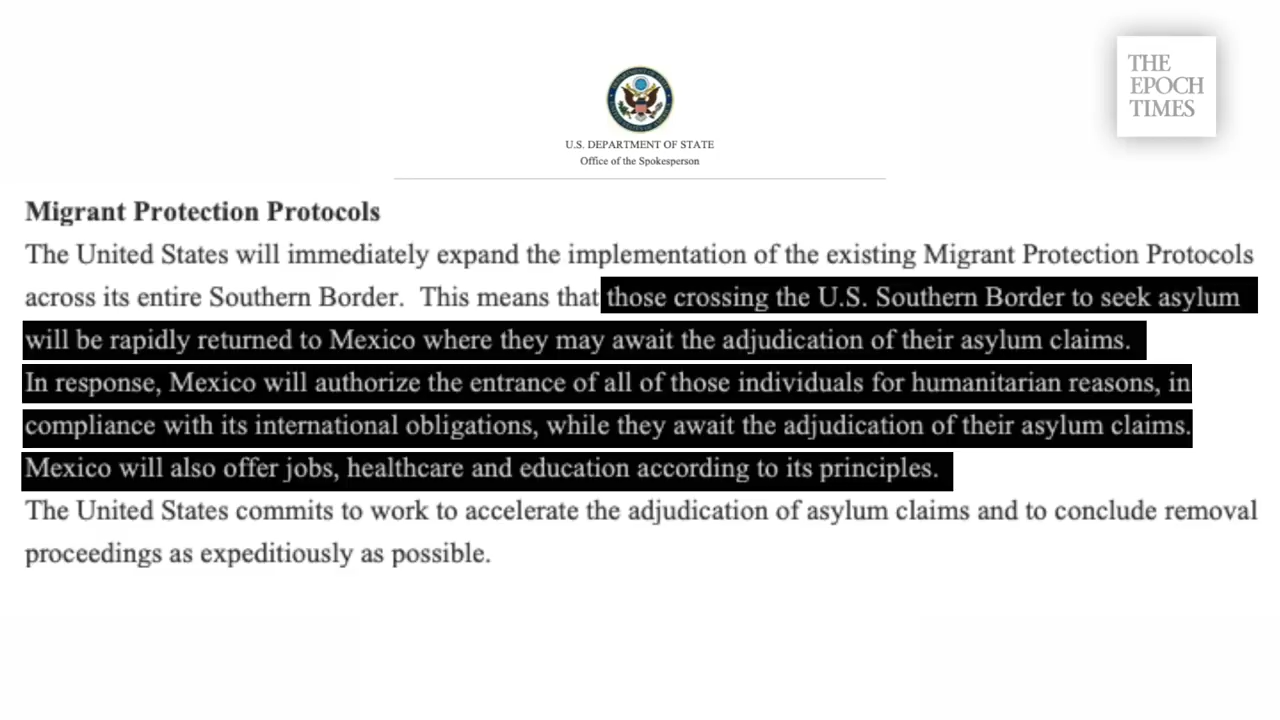 THE
EPOCH
TIMES
U.S. DEPARTMENT OF STATE
Office of the Spokesperson
Migrant Protection Protocols
The United States will immediately expand the implementation of the existing Migrant Protection Protocols
across its entire Southern Border. This means that those crossing the U.S. Southern Border to seek asylum
will be rapidly returned to Mexico where they may await the adjudication of their asylum claims.
In response, Mexico will authorize the entrance of all of those individuals for humanitarian reasons, in
compliance with its international obligations, while they await the adjudication of their asylum claims.
Mexico will also offer jobs, healthcare and education according to its principles.
The United States commits to work to accelerate the adjudication of asylum claims and to conclude removal
proceedings as expeditiously as possible.